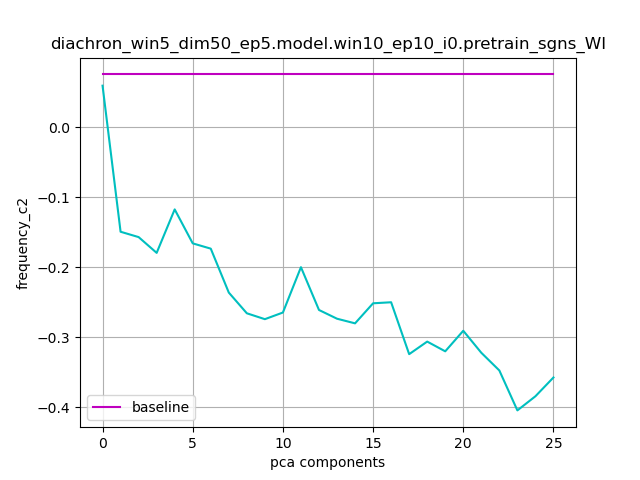 diachron_win5_dim50_ep5.model.win10_ep10_i0.pretrain_sgns_WI
frequency_c2
0.0
−0.1
−0.2
−0.3
−0.4
baseline
0 5 10 15 20 25
pca components